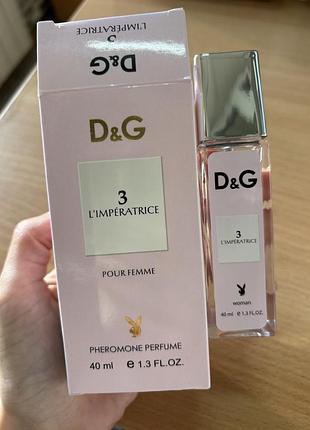 3
L'IMPÉRATRICE
D&G
D&G
3
L'IMPÉRATRICE
POUR FEMME
PHEROMONE PERFUME
40 ml ℮ 1.3 FL.OZ.
D&G
3
L'IMPÉRATRICE
woman
40 ml ℮ 1.3 FL.OZ.